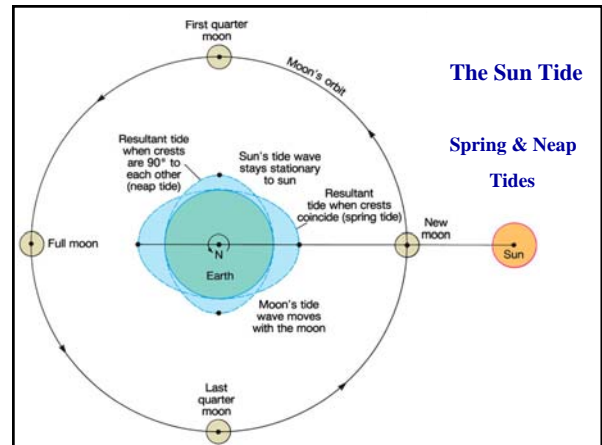 First quarter
moon
The Sun Tide
Moon's orbit
Spring & Neap
Tides
Resultant tide
when crests
are 90° to
each other
(neap tide)
Sun's tide wave
stays stationary
to sun
Resultant
tide when crests
coincide (spring tide)
New
moon
Full moon
N
Earth
Sun
Moon's tide
wave moves
with the moon
Last
quarter
moon